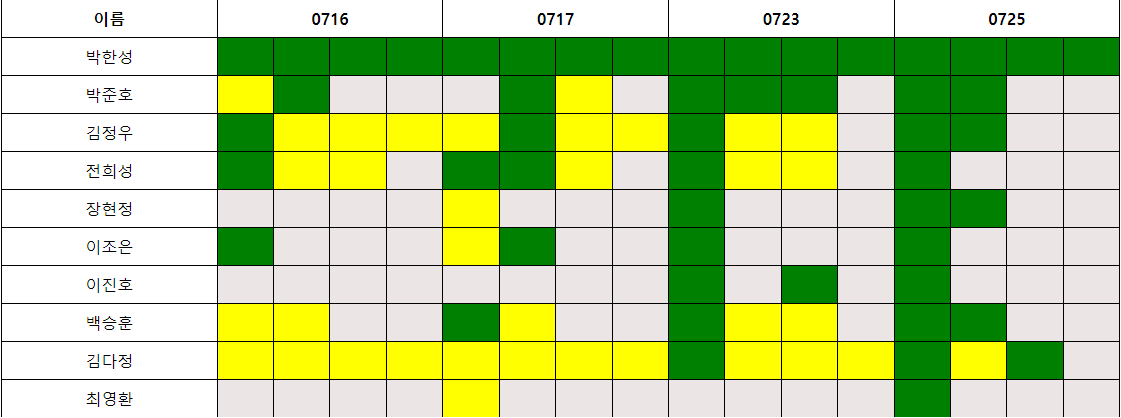 이름 0716 0717 0723 0725
박한성
박준호
김정우
전희성
장현정
이조은
이진호
백승훈
김다정
최영환